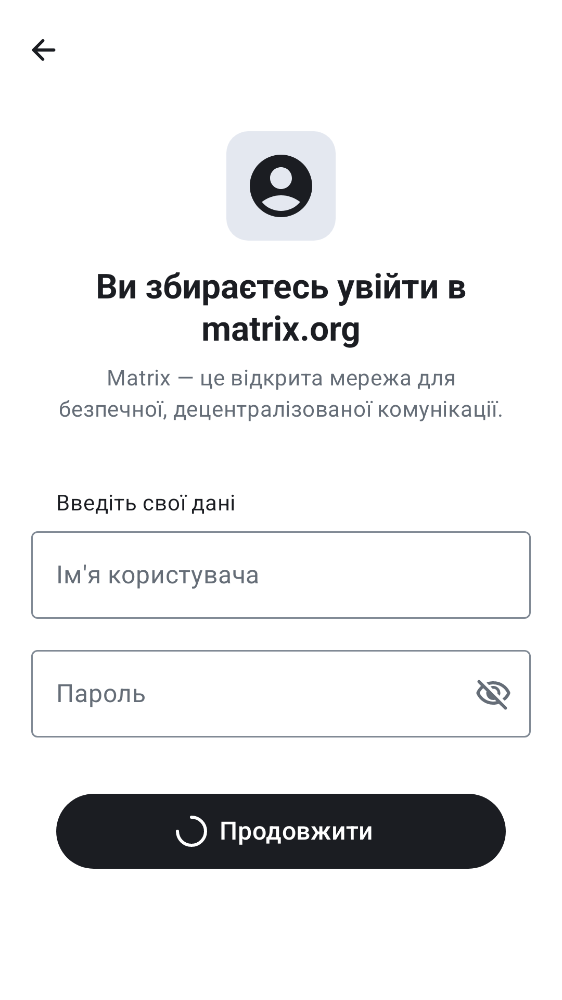 Ви збираєтесь увійти в
matrix.org
Matrix — це відкрита мережа для
безпечної, децентралізованої комунікації.
Введіть свої дані
Ім'я користувача
Пароль
Продовжити